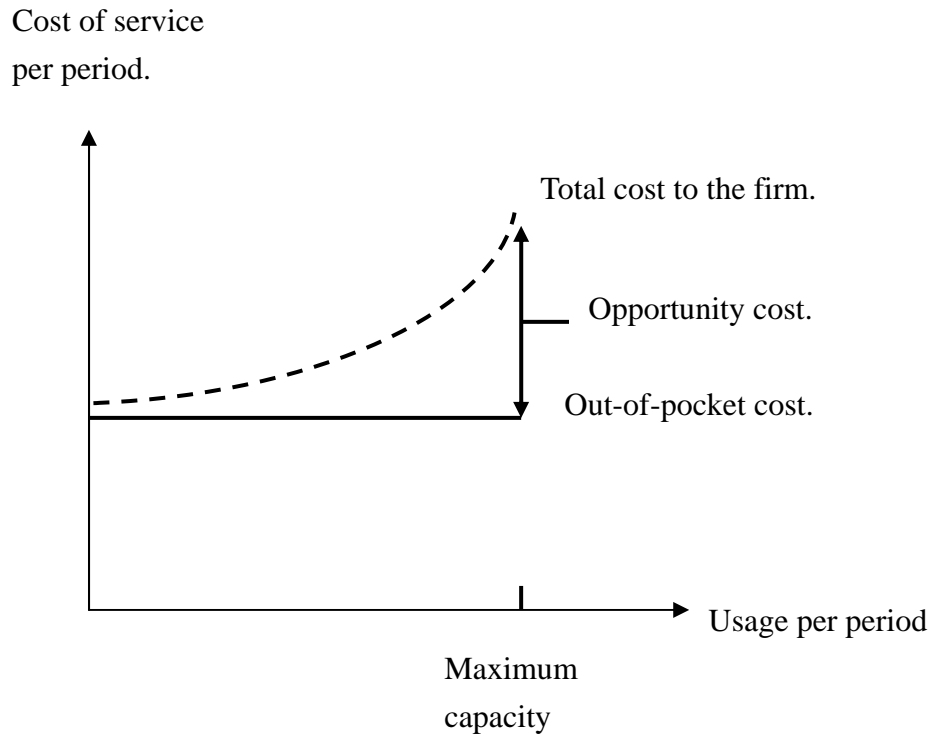 Cost of service
per period.
Total cost to the firm.
Opportunity cost.
Out-of-pocket cost.
Usage per period
Maximum
capacity